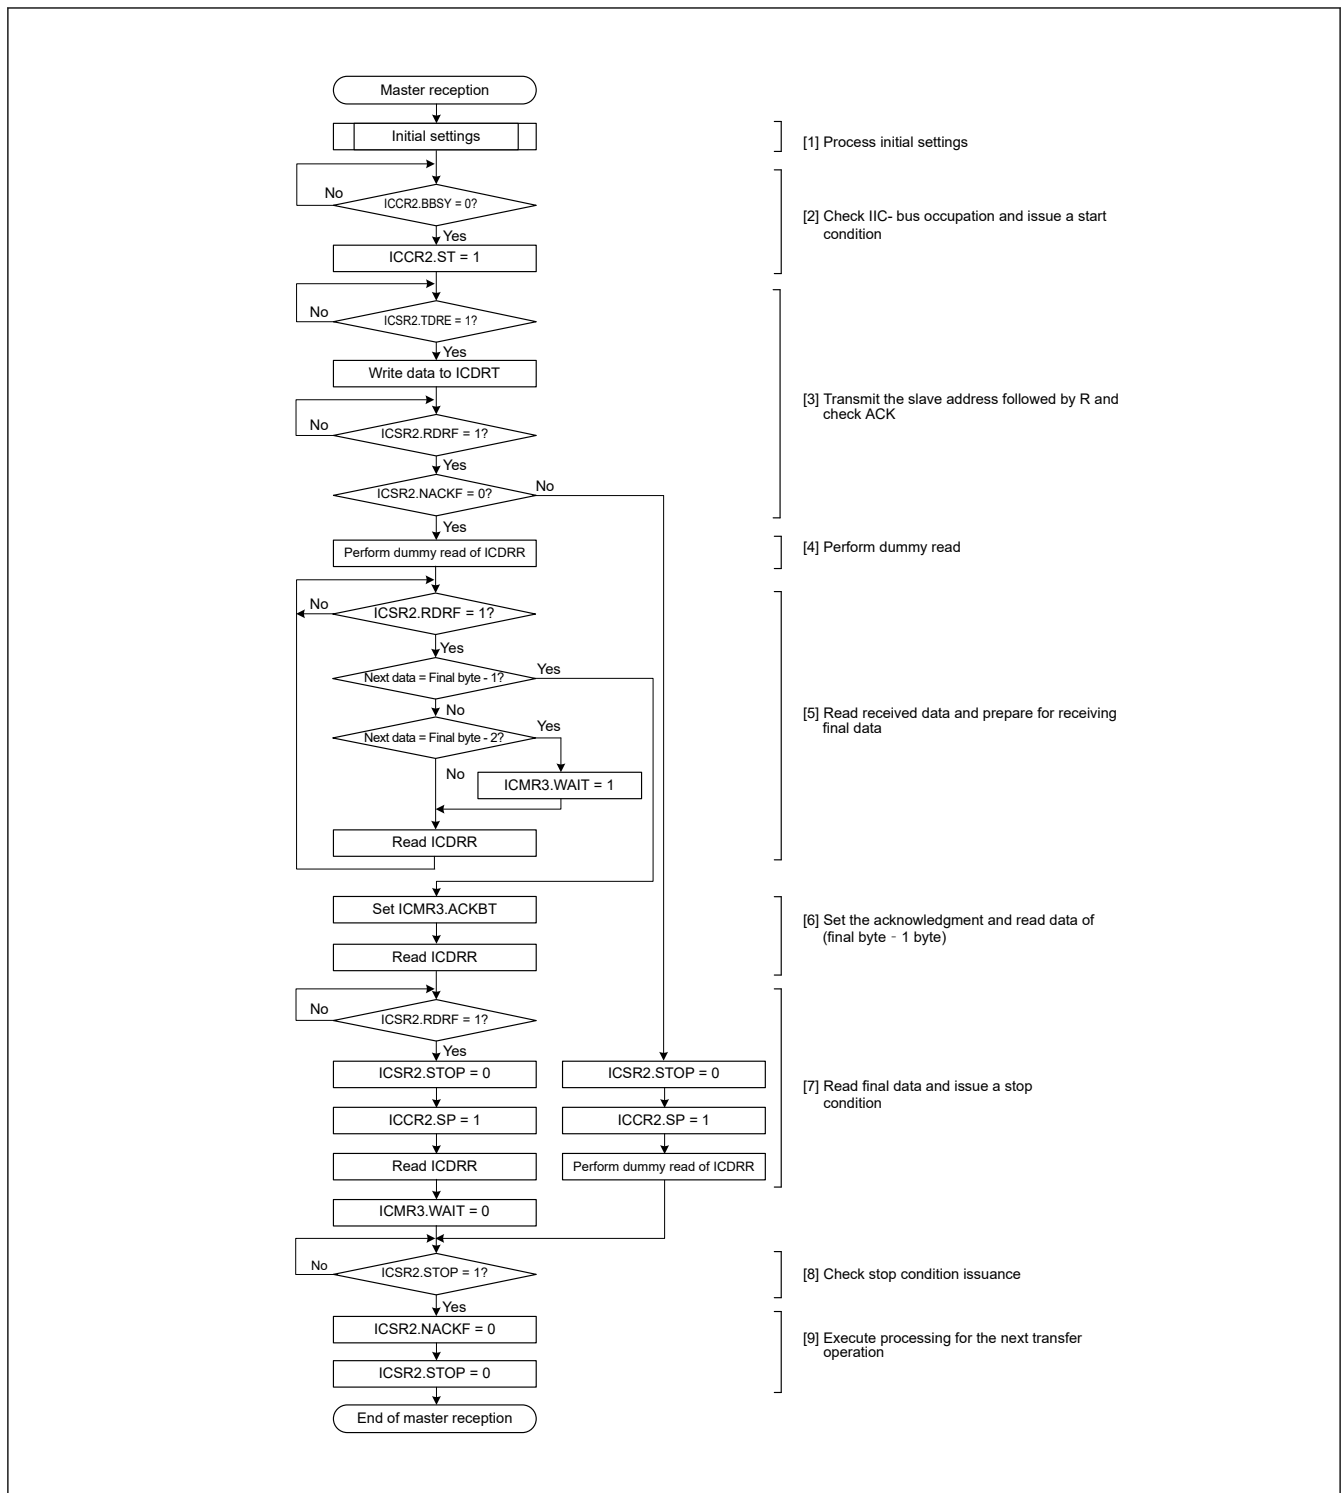 Master reception
Initial settings
[1] Process initial settings
No
ICCR2.BBSY = 0?
Yes
ICCR2.ST = 1
[2] Check IIC- bus occupation and issue a start
condition
No
ICSR2.TDRE = 1?
Yes
Write data to ICDRT
No
ICSR2.RDRF = 1?
Yes
ICSR2.NACKF = 0?
No
Yes
[3] Transmit the slave address followed by R and
check ACK
Perform dummy read of ICDRR
[4] Perform dummy read
No
ICSR2.RDRF = 1?
Yes
Next data = Final byte - 1?
Yes
No
Next data = Final byte - 2?
Yes
No
ICMR3.WAIT = 1
Read ICDRR
[5] Read received data and prepare for receiving
final data
Set ICMR3.ACKBT
Read ICDRR
[6] Set the acknowledgment and read data of
(final byte - 1 byte)
No
ICSR2.RDRF = 1?
Yes
ICSR2.STOP = 0
ICCR2.SP = 1
Read ICDRR
ICMR3.WAIT = 0
ICSR2.STOP = 0
ICCR2.SP = 1
Perform dummy read of ICDRR
[7] Read final data and issue a stop
condition
No
ICSR2.STOP = 1?
Yes
[8] Check stop condition issuance
ICSR2.NACKF = 0
ICSR2.STOP = 0
[9] Execute processing for the next transfer
operation
End of master reception